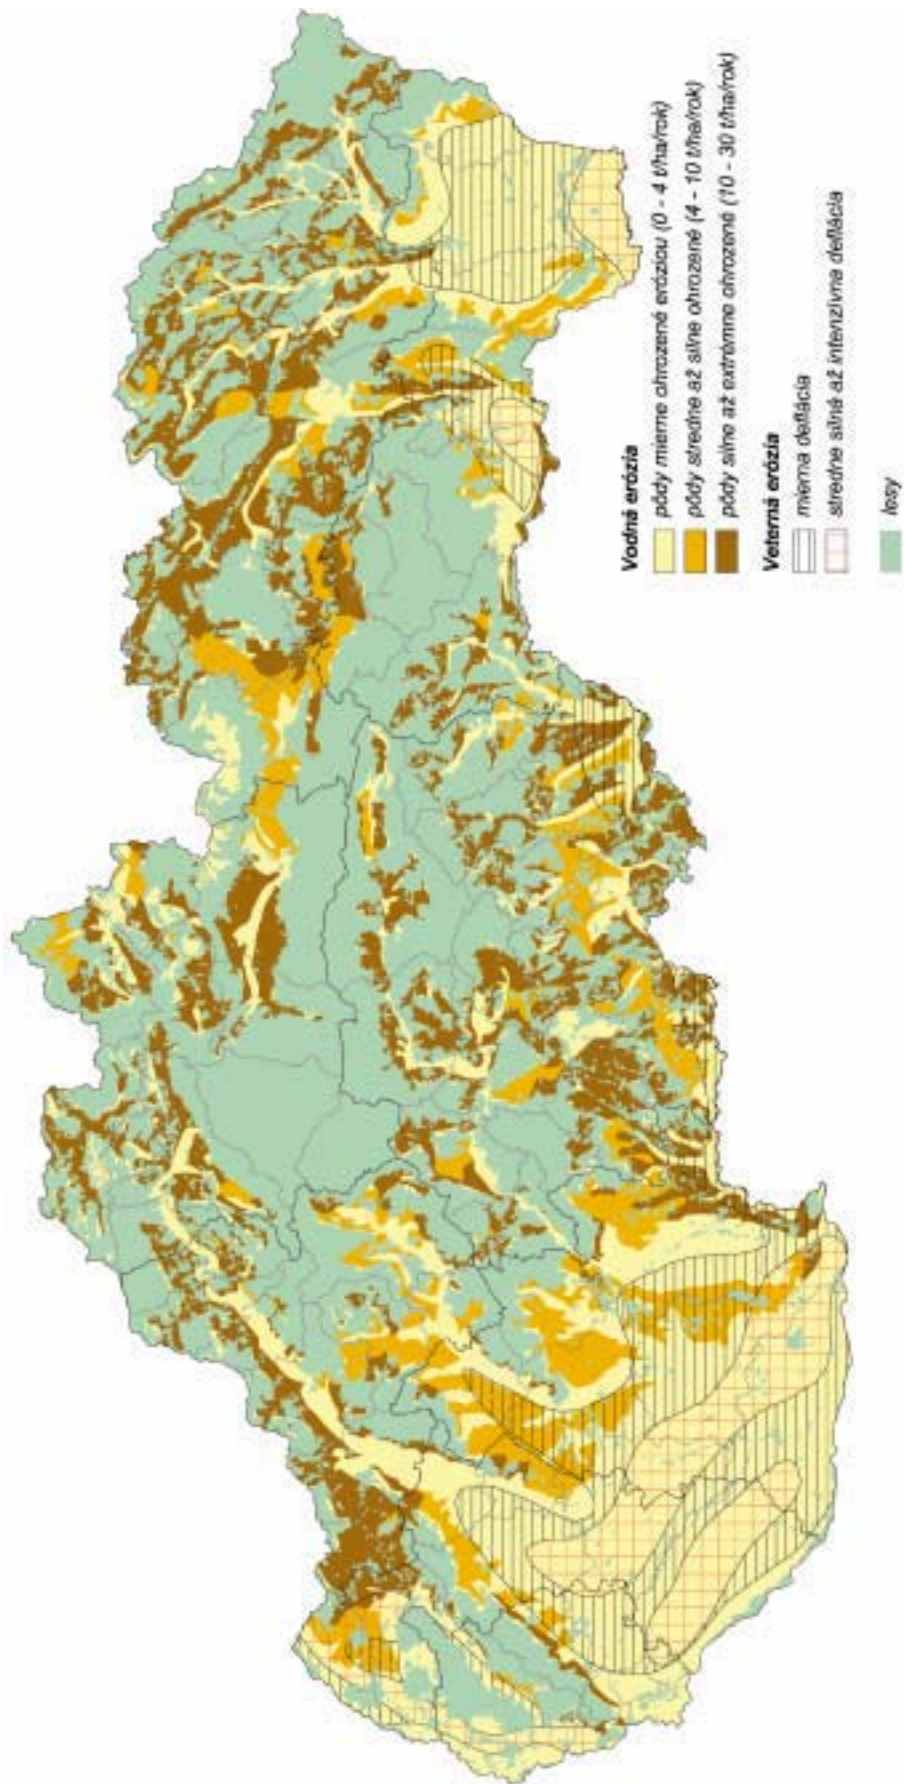 Vodná erózia
pôdy mierne ohrozené eróziou (0 - 4 t/ha/rok)
pôdy stredne až silne ohrozené (4 - 10 t/ha/rok)
pôdy silne až extrémne ohrozené (10 - 30 t/ha/rok)
Veterná erózia
mierna deflácia
stredne silná až intenzívna deflácia
lesy